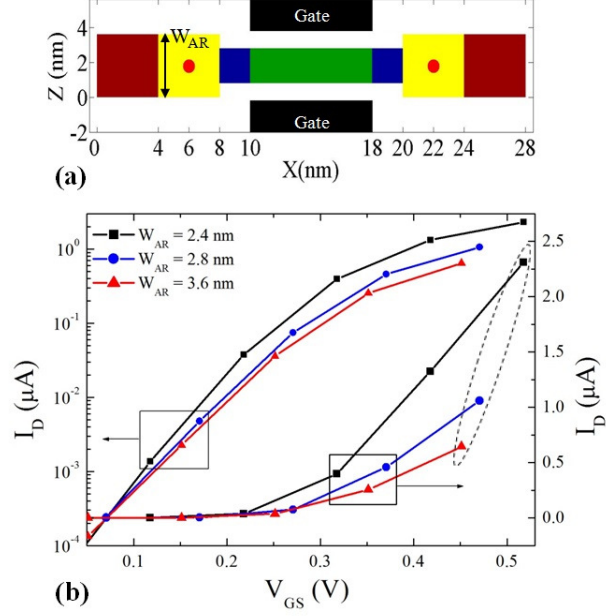 Gate
W_AR
Z (nm)
6
4
2
0
-2
Gate
0 4 6 8 10 18 20 22 24 28
X(nm)
(a)
W_AR = 2.4 nm
W_AR = 2.8 nm
W_AR = 3.6 nm
10^0
10^-1
10^-2
10^-3
10^-4
I_D (μA)
2.5
2.0
1.5
1.0
0.5
0.0
I_D (μA)
0.1 0.2 0.3 0.4 0.5
V_GS (V)
(b)